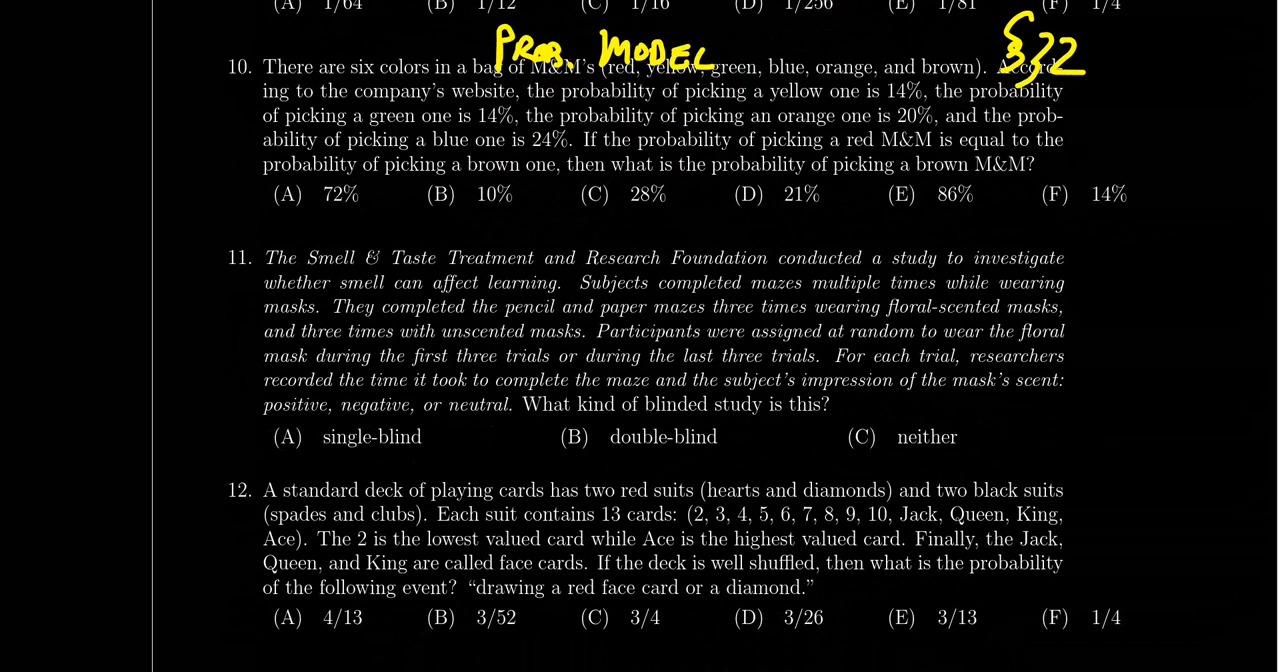 (A) 1/64 (B) 1/12 (C) 1/16 (D) 1/256 (E) 1/81 (F) 1/4
PROB. MODEL §22
10. There are six colors in a bag of M&M's (red, yellow, green, blue, orange, and brown). Accord-
ing to the company's website, the probability of picking a yellow one is 14%, the probability
of picking a green one is 14%, the probability of picking an orange one is 20%, and the prob-
ability of picking a blue one is 24%. If the probability of picking a red M&M is equal to the
probability of picking a brown one, then what is the probability of picking a brown M&M?
(A) 72% (B) 10% (C) 28% (D) 21% (E) 86% (F) 14%
11. The Smell & Taste Treatment and Research Foundation conducted a study to investigate
whether smell can affect learning. Subjects completed mazes multiple times while wearing
masks. They completed the pencil and paper mazes three times wearing floral-scented masks,
and three times with unscented masks. Participants were assigned at random to wear the floral
mask during the first three trials or during the last three trials. For each trial, researchers
recorded the time it took to complete the maze and the subject's impression of the mask's scent:
positive, negative, or neutral. What kind of blinded study is this?
(A) single-blind (B) double-blind (C) neither
12. A standard deck of playing cards has two red suits (hearts and diamonds) and two black suits
(spades and clubs). Each suit contains 13 cards: (2, 3, 4, 5, 6, 7, 8, 9, 10, Jack, Queen, King,
Ace). The 2 is the lowest valued card while Ace is the highest valued card. Finally, the Jack,
Queen, and King are called face cards. If the deck is well shuffled, then what is the probability
of the following event? "drawing a red face card or a diamond."
(A) 4/13 (B) 3/52 (C) 3/4 (D) 3/26 (E) 3/13 (F) 1/4